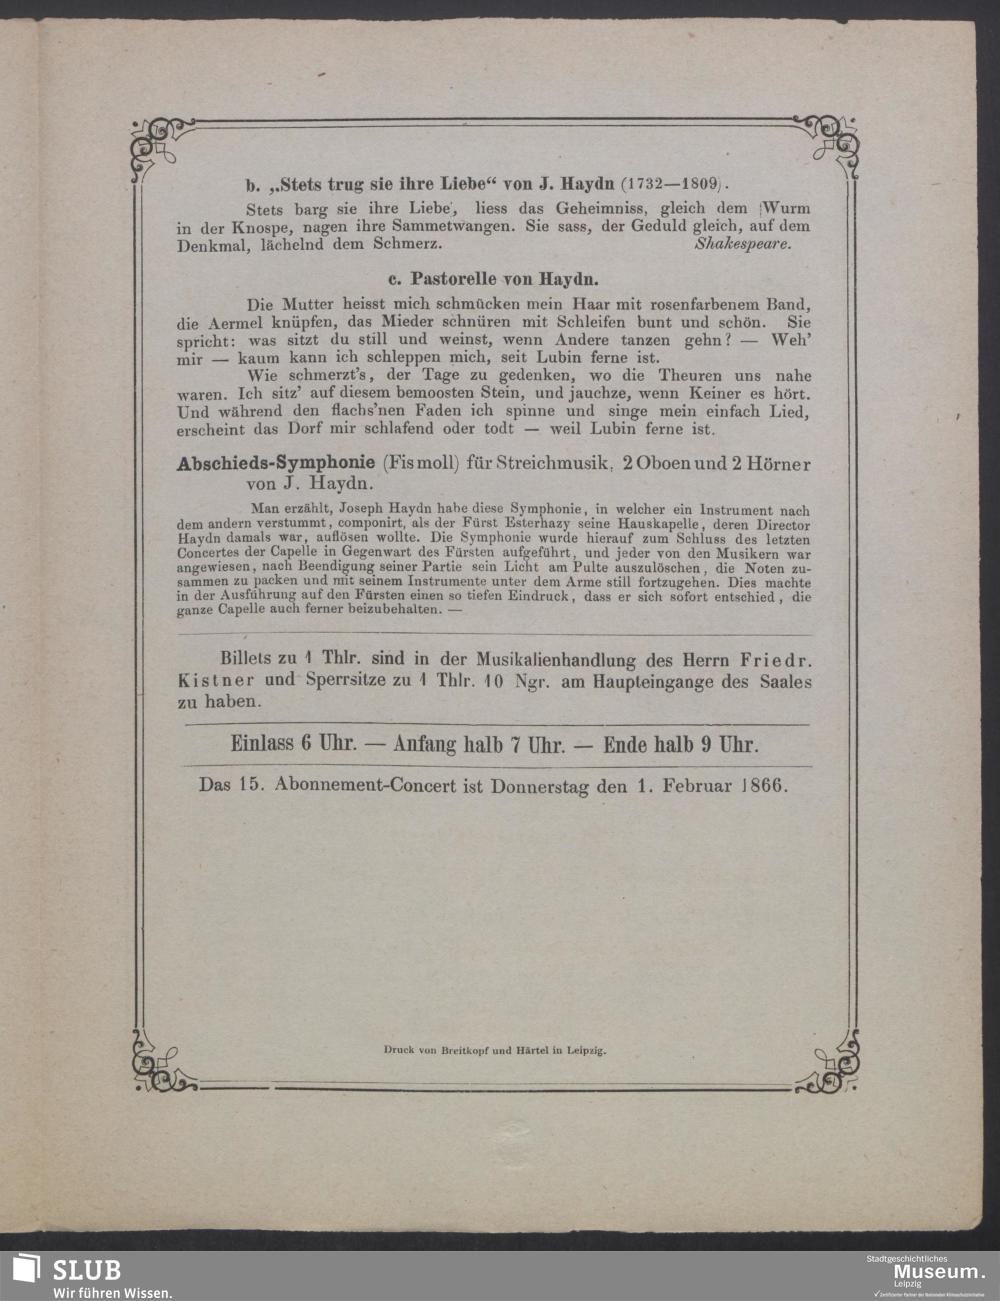 b. „Stets trug sie ihre Liebe“ von J. Haydn (1732—1809).
Stets barg sie ihre Liebe, liess das Geheimniss, gleich dem Wurm
in der Knospe, nagen ihre Sammetwangen. Sie sass, der Geduld gleich, auf dem
Denkmal, lächelnd dem Schmerz. Shakespeare.
c. Pastorelle von Haydn.
Die Mutter heisst mich schmücken mein Haar mit rosenfarbenem Band,
die Aermel knüpfen, das Mieder schnüren mit Schleifen bunt und schön. Sie
spricht: was sitzt du still und weinst, wenn Andere tanzen gehn? — Weh’
mir — kaum kann ich schleppen mich, seit Lubin ferne ist.
Wie schmerzt’s, der Tage zu gedenken, wo die Theuren uns nahe
waren. Ich sitz’ auf diesem bemoosten Stein, und jauchze, wenn Keiner es hört.
Und während den flachs’nen Faden ich spinne und singe mein einfach Lied,
erscheint das Dorf mir schlafend oder todt — weil Lubin ferne ist.
Abschieds-Symphonie (Fis moll) für Streichmusik, 2 Oboen und 2 Hörner
von J. Haydn.
Man erzählt, Joseph Haydn habe diese Symphonie, in welcher ein Instrument nach
dem andern verstummt, componirt, als der Fürst Esterhazy seine Hauskapelle, deren Director
Haydn damals war, auflösen wollte. Die Symphonie wurde hierauf zum Schluss des letzten
Concertes der Capelle in Gegenwart des Fürsten aufgeführt, und jeder von den Musikern war
angewiesen, nach Beendigung seiner Partie sein Licht am Pulte auszulöschen, die Noten zu-
sammen zu packen und mit seinem Instrumente unter dem Arme still fortzugehen. Dies machte
in der Ausführung auf den Fürsten einen so tiefen Eindruck, dass er sich sofort entschied, die
ganze Capelle auch ferner beizubehalten. —
Billets zu 1 Thlr. sind in der Musikalienhandlung des Herrn Friedr.
Kistner und Sperrsitze zu 1 Thlr. 10 Ngr. am Haupteingange des Saales
zu haben.
Einlass 6 Uhr. — Anfang halb 7 Uhr. — Ende halb 9 Uhr.
Das 15. Abonnement-Concert ist Donnerstag den 1. Februar 1866.
Druck von Breitkopf und Härtel in Leipzig.
SLUB
Wir führen Wissen.
Stadtgeschichtliches
Museum.
Leipzig
Zertifizierter Partner der Nationalen Klimaschutzinitiative